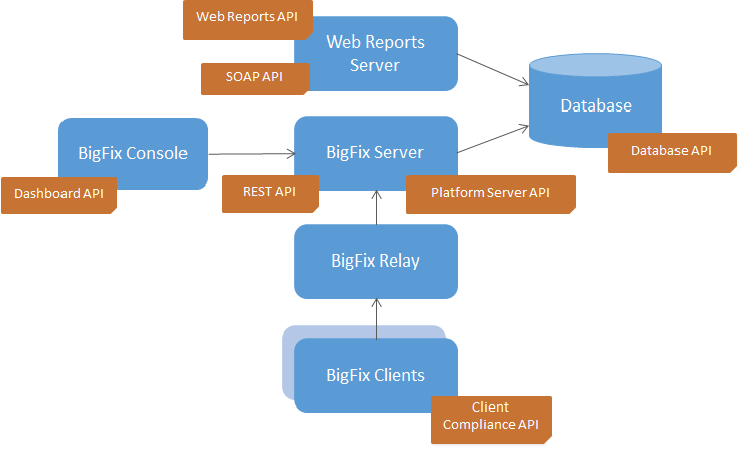 Web Reports API
Web Reports
Server
SOAP API
Database
Database API
BigFix Console
Dashboard API
BigFix Server
REST API
Platform Server API
BigFix Relay
BigFix Clients
Client
Compliance API